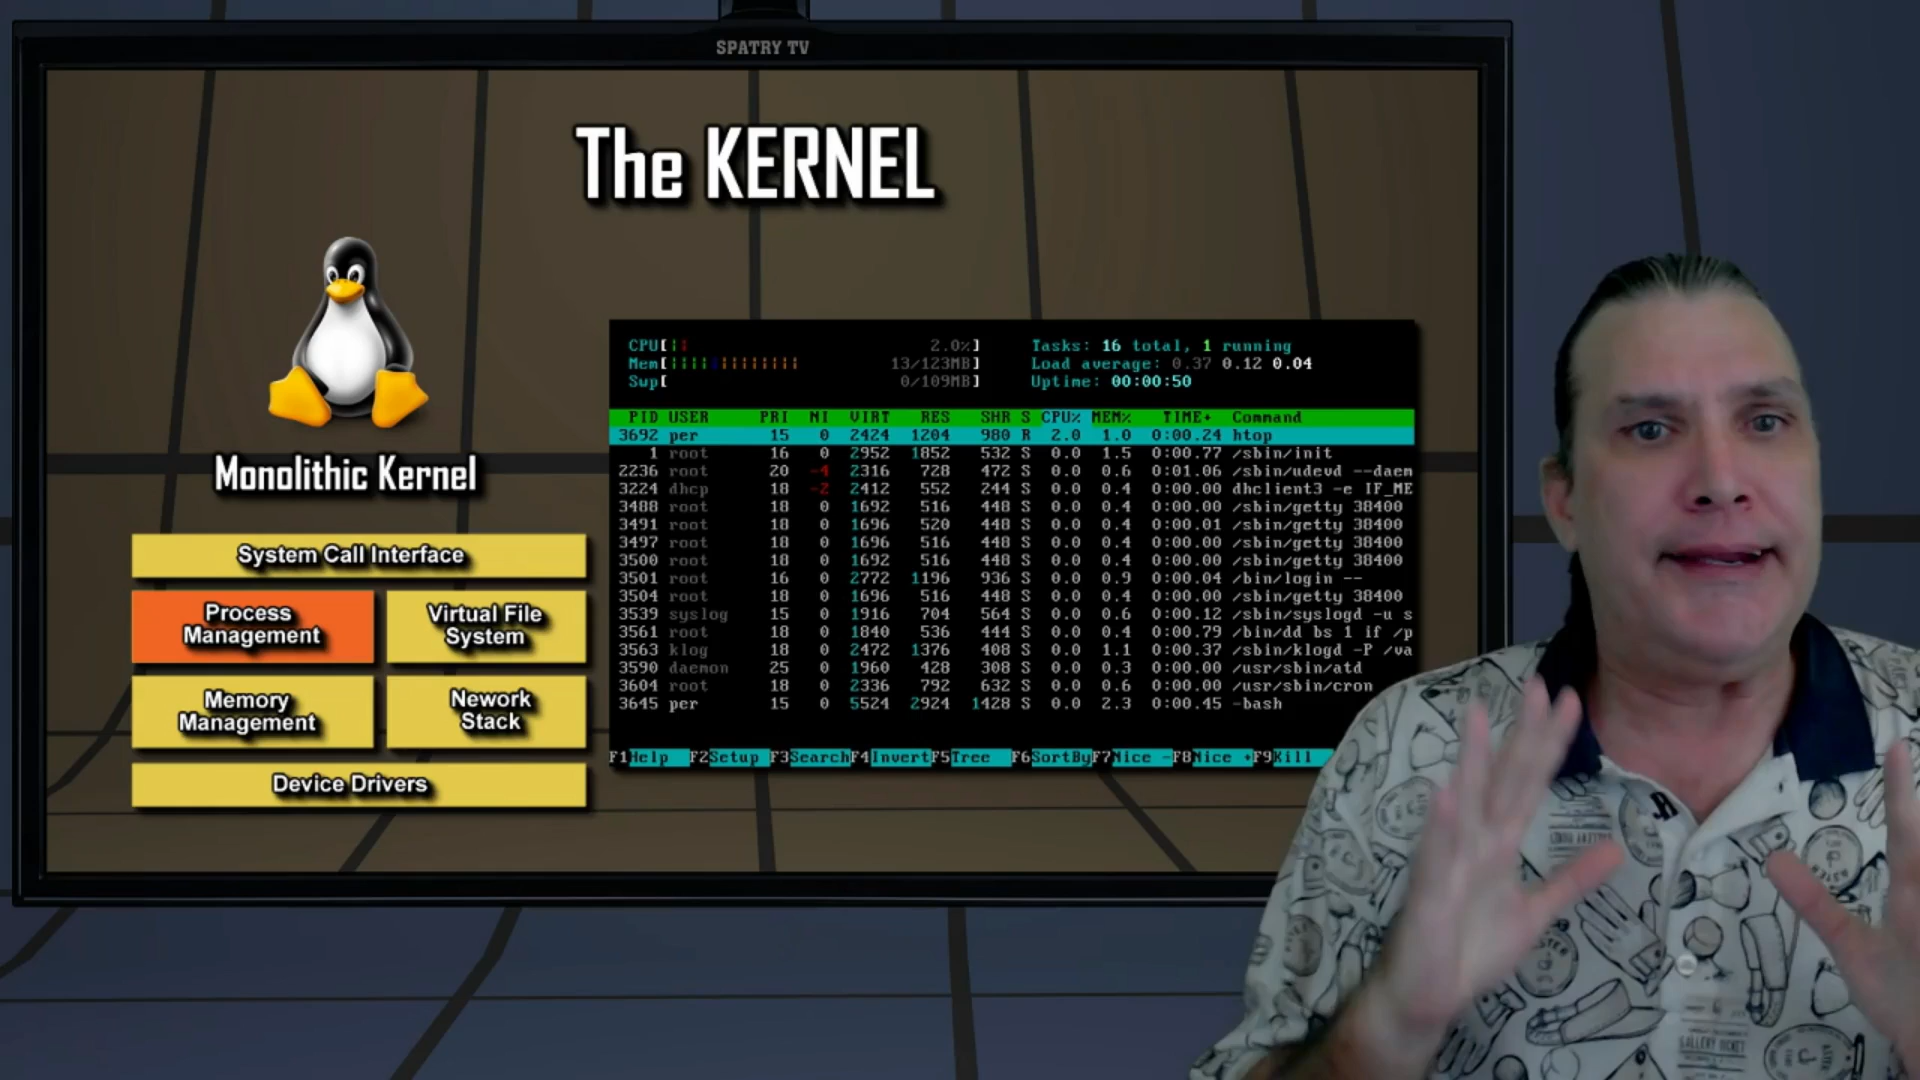 SPATRY TV
The KERNEL
Monolithic Kernel
System Call Interface
Process
Management
Virtual File
System
Memory
Management
Nework
Stack
Device Drivers
CPU[|| 2.0%]
Mem[||||||||||||| 13/123MB]
Swp[ 0/109MB]
Tasks: 16 total, 1 running
Load average: 0.37 0.12 0.04
Uptime: 00:00:50
PID USER PRI NI VIRT RES SHR S CPU% MEM% TIME+ Command
3692 per 15 0 2424 1204 980 R 2.0 1.0 0:00.24 htop
1 root 16 0 2952 1852 532 S 0.0 1.5 0:00.77 /sbin/init
2236 root 20 -4 2316 728 472 S 0.0 0.6 0:01.06 /sbin/udevd --daem
3224 dhcp 18 -2 2412 552 244 S 0.0 0.4 0:00.00 dhclient3 -e IF_ME
3488 root 18 0 1692 516 448 S 0.0 0.4 0:00.00 /sbin/getty 38400
3491 root 18 0 1696 520 448 S 0.0 0.4 0:00.01 /sbin/getty 38400
3497 root 18 0 1696 516 448 S 0.0 0.4 0:00.00 /sbin/getty 38400
3500 root 18 0 1692 516 448 S 0.0 0.4 0:00.00 /sbin/getty 38400
3501 root 16 0 2772 1196 936 S 0.0 0.9 0:00.04 /bin/login --
3504 root 18 0 1696 516 448 S 0.0 0.4 0:00.00 /sbin/getty 38400
3539 syslog 15 0 1916 704 564 S 0.0 0.6 0:00.12 /sbin/syslogd -u s
3561 root 18 0 1840 536 444 S 0.0 0.4 0:00.79 /bin/dd bs 1 if /p
3563 klog 18 0 2472 1376 408 S 0.0 1.1 0:00.37 /sbin/klogd -P /va
3590 daemon 25 0 1960 428 308 S 0.0 0.3 0:00.00 /usr/sbin/atd
3604 root 18 0 2336 792 632 S 0.0 0.6 0:00.00 /usr/sbin/cron
3645 per 15 0 5524 2924 1428 S 0.0 2.3 0:00.45 -bash
F1Help F2Setup F3SearchF4InvertF5Tree F6SortByF7Nice -F8Nice +F9Kill